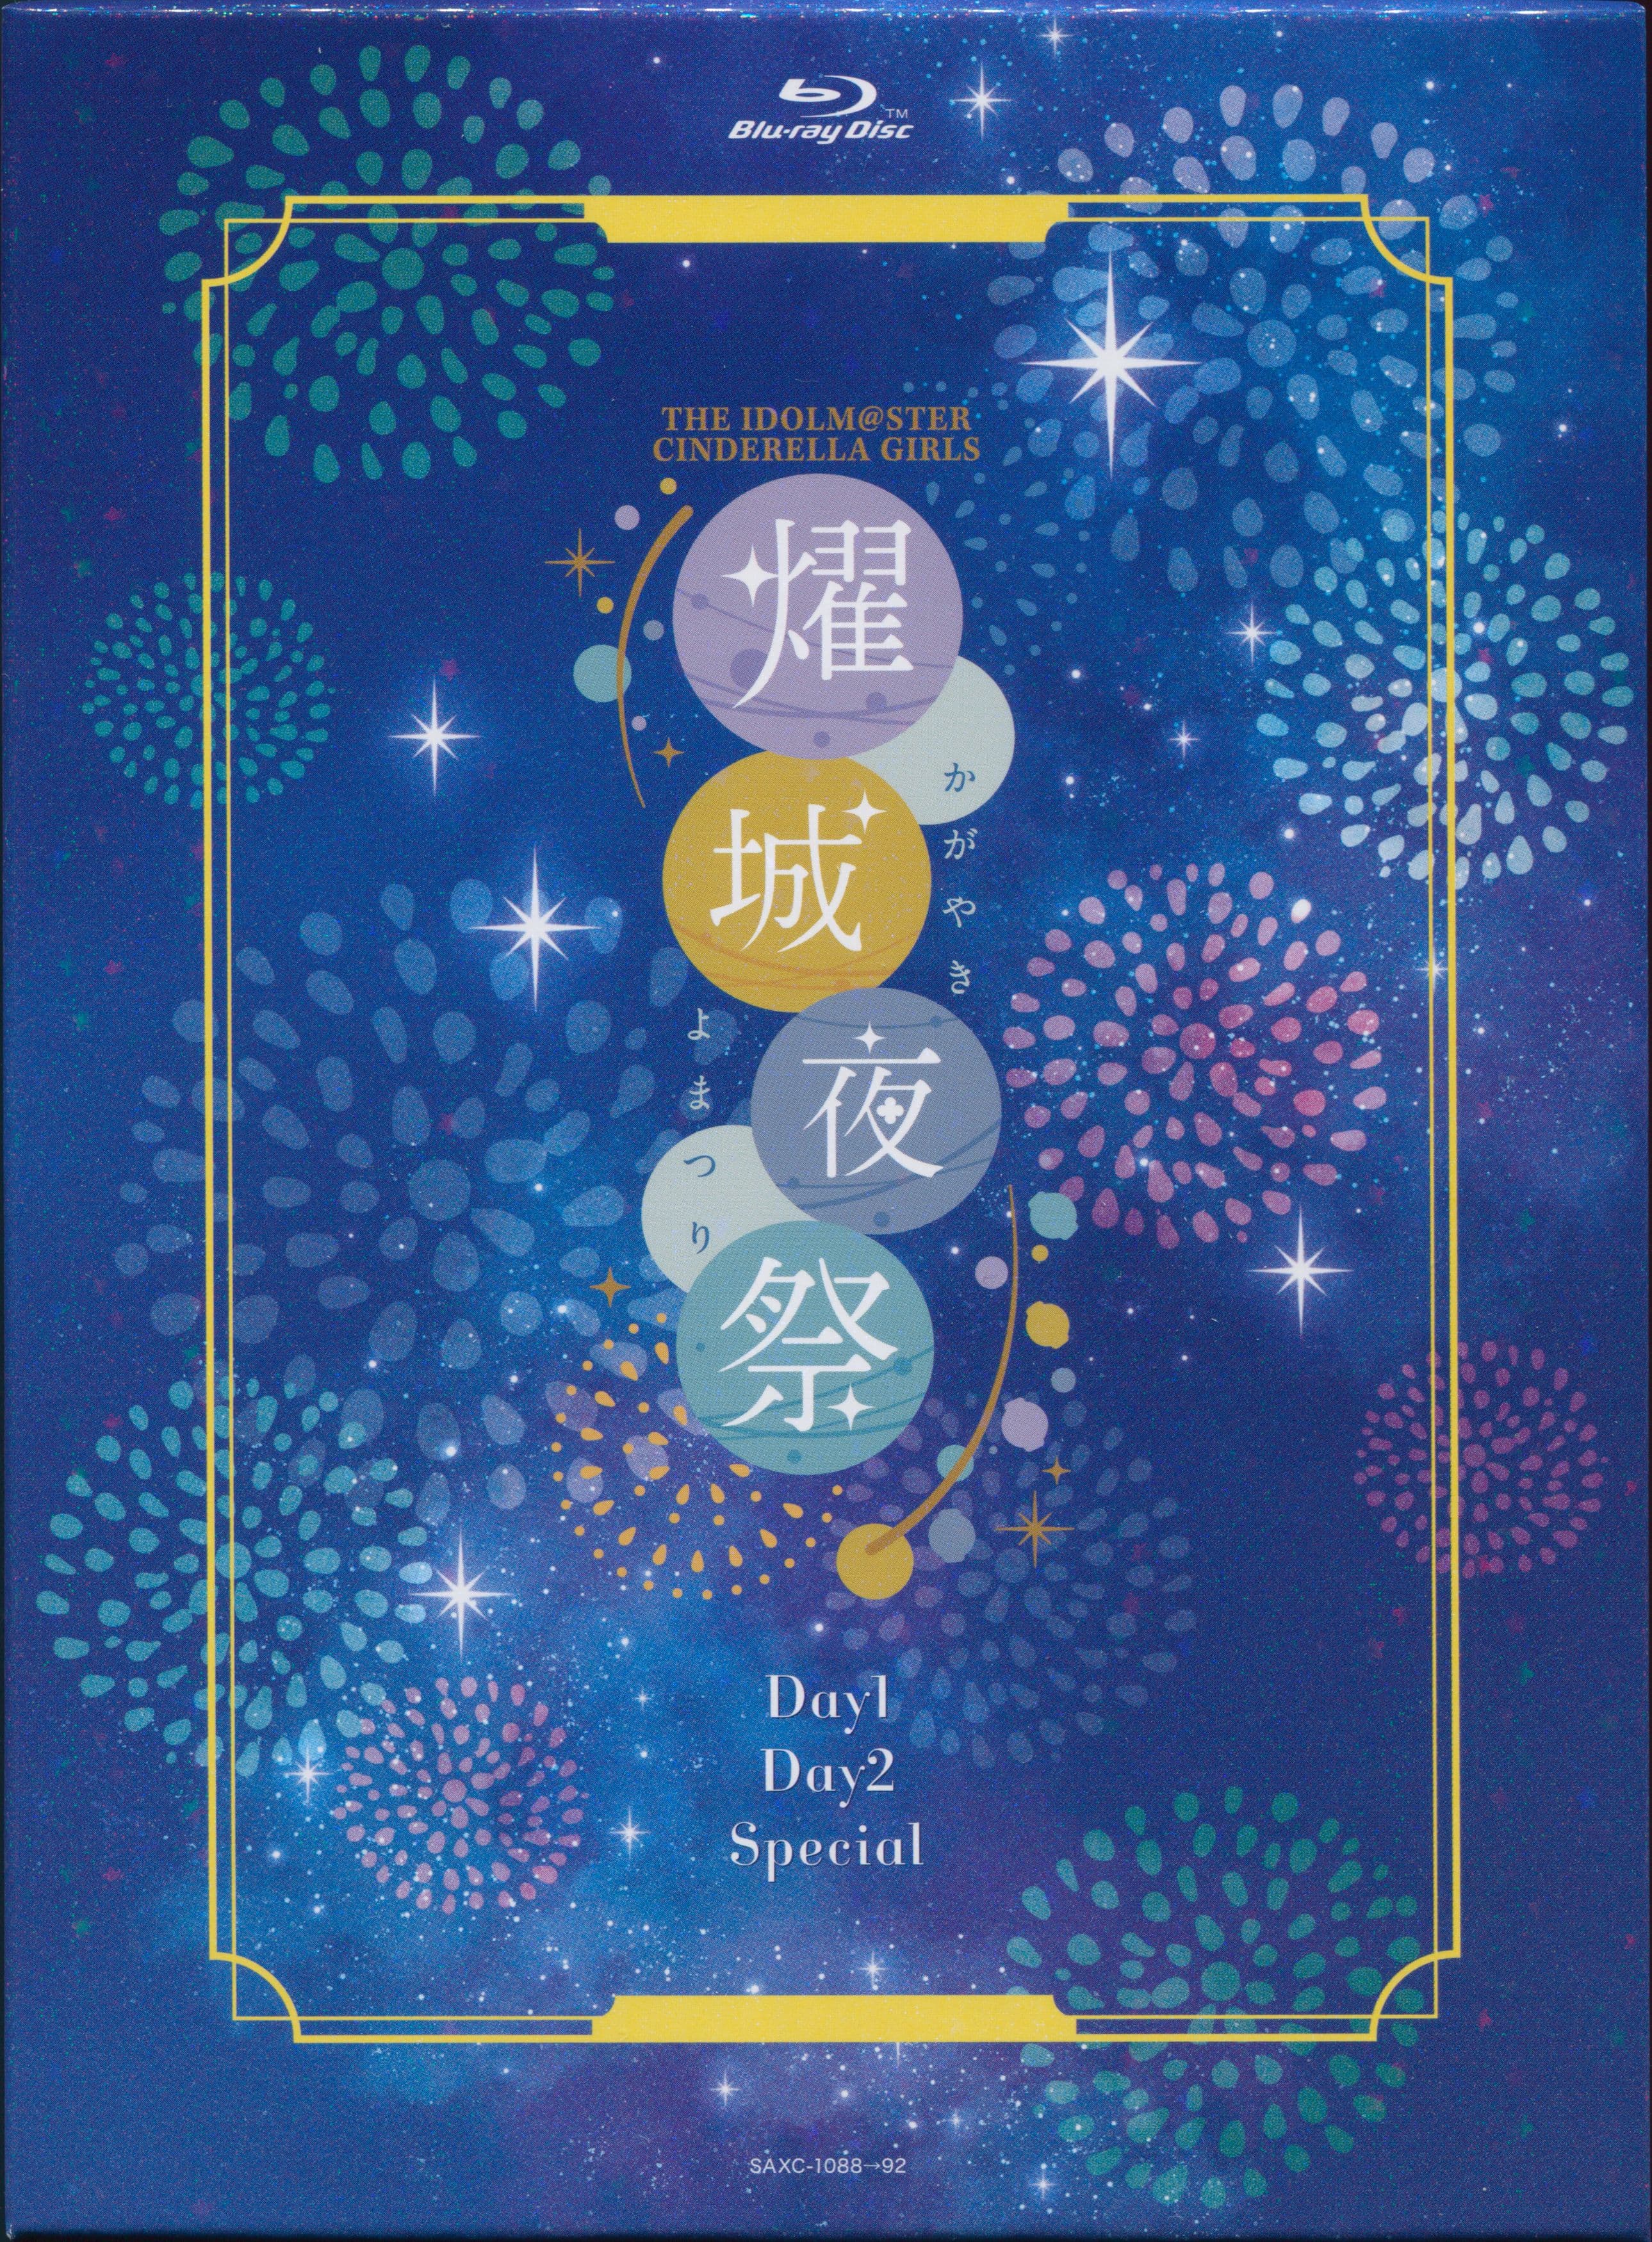 Blu-ray Disc™
THE IDOLM@STER
CINDERELLA GIRLS
燿城夜祭
かがやき
よまつり
Day1
Day2
Special
SAXC-1088→92